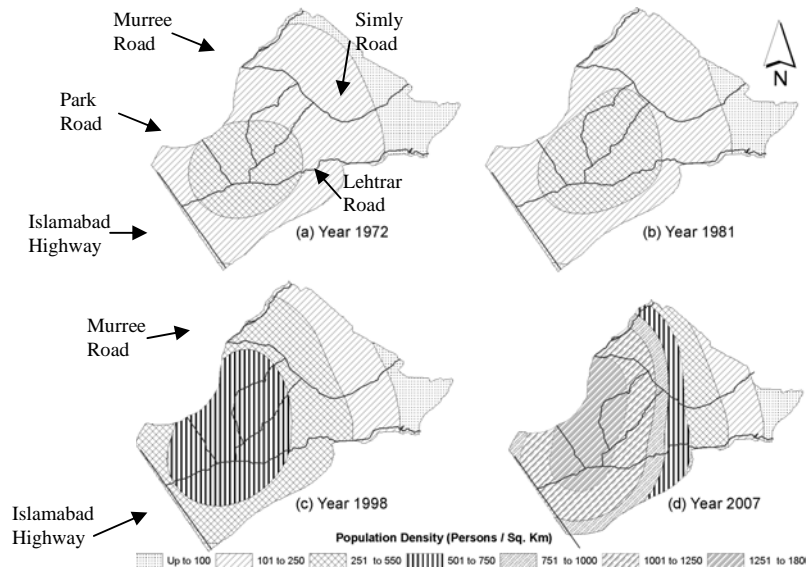 Murree
Road
Simly
Road
Park
Road
N
Lehtrar
Road
Islamabad
Highway
(a) Year 1972
(b) Year 1981
Murree
Road
(c) Year 1998
(d) Year 2007
Islamabad
Highway
Population Density (Persons / Sq. Km)
Up to 100 101 to 250 251 to 550 501 to 750 751 to 1000 1001 to 1250 1251 to 1800